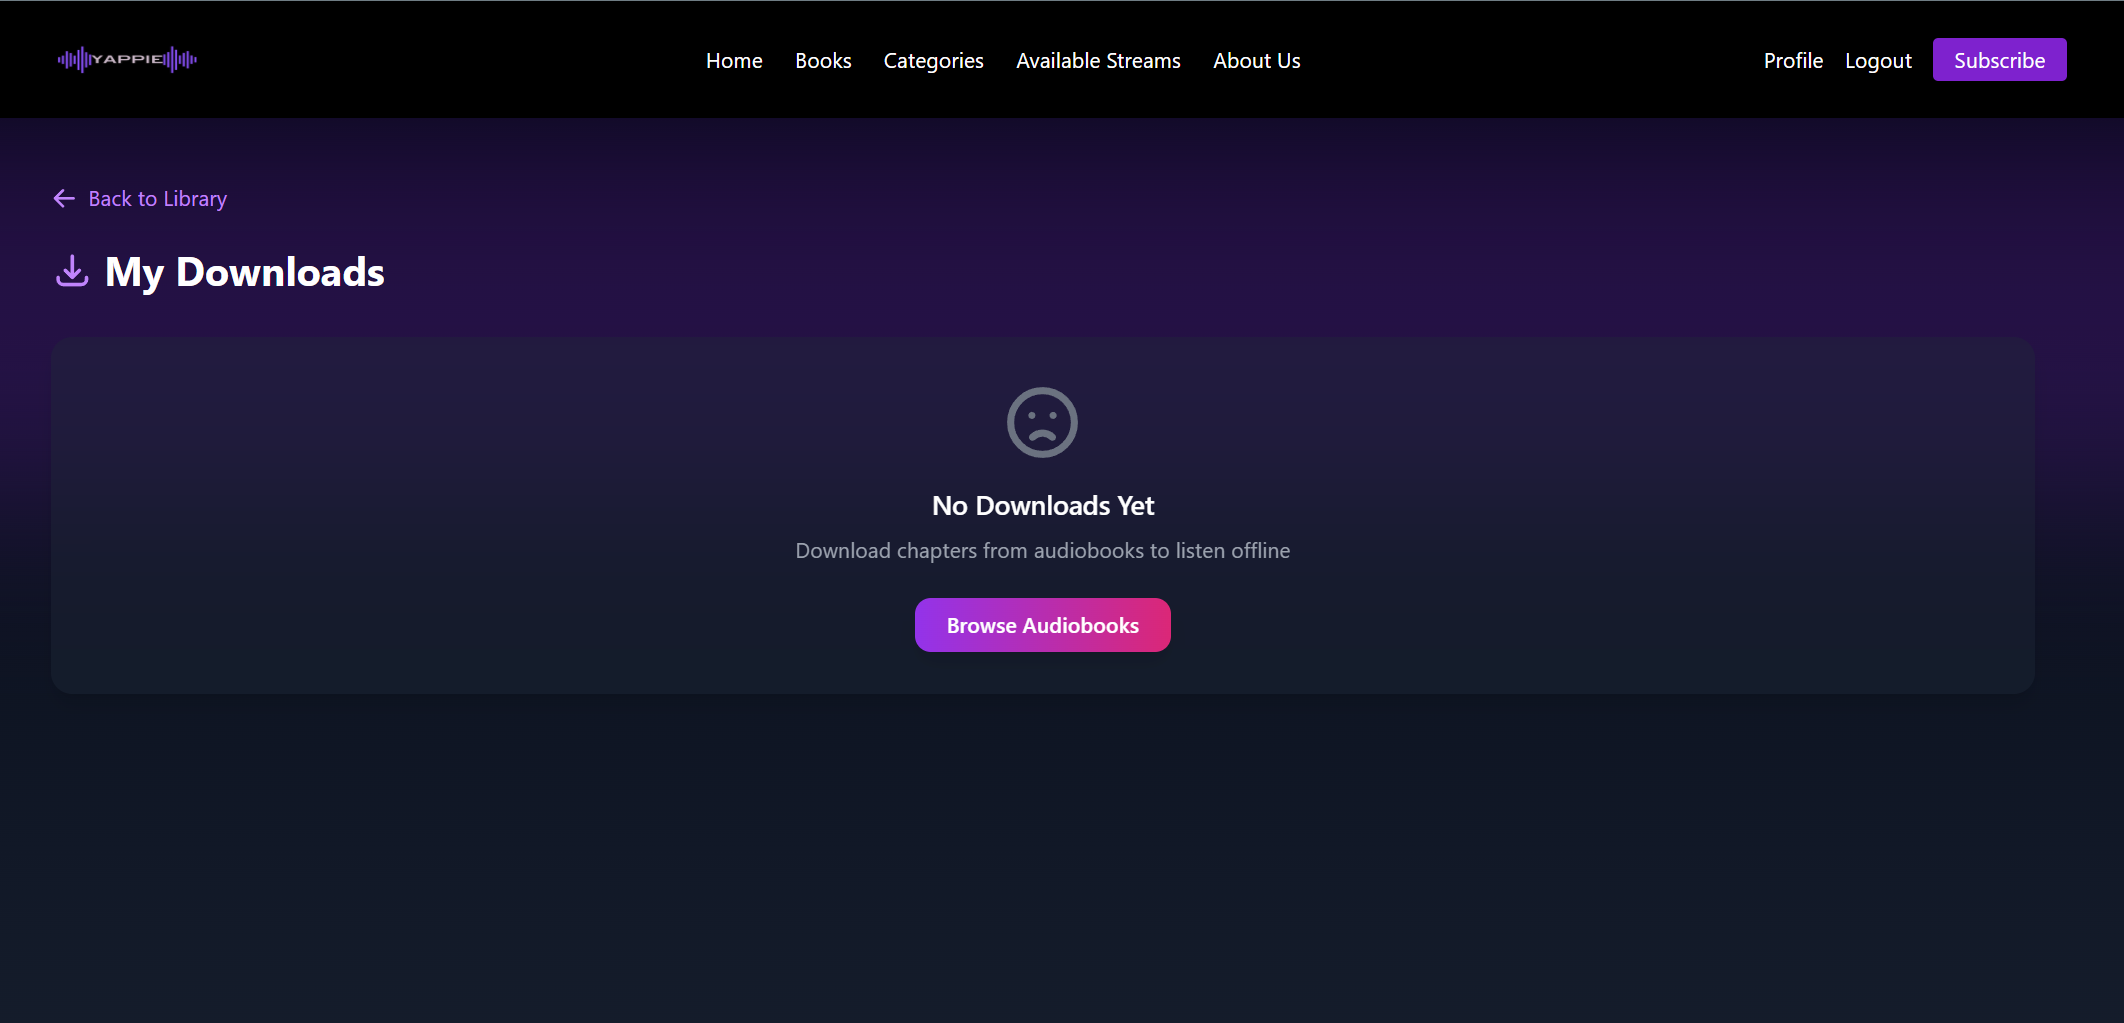 YAPPIE
Home Books Categories Available Streams About Us
Profile Logout Subscribe
Back to Library
My Downloads
No Downloads Yet
Download chapters from audiobooks to listen offline
Browse Audiobooks